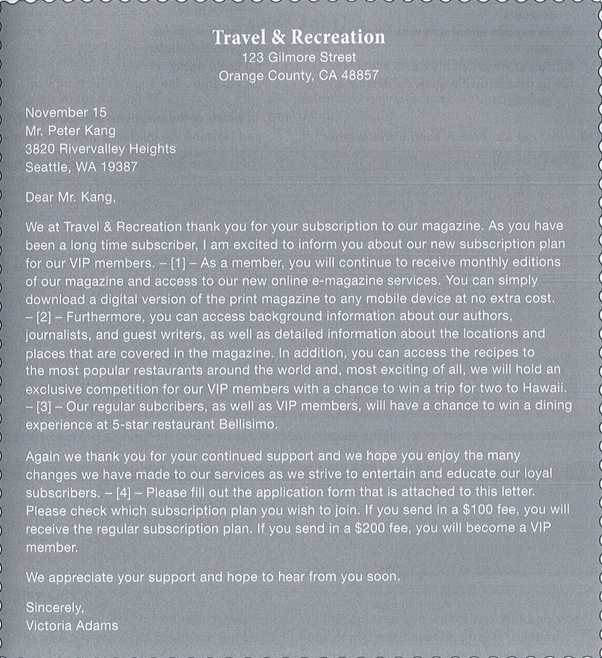 Travel & Recreation
123 Gilmore Street
Orange County, CA 48857
November 15
Mr. Peter Kang
3820 Rivervalley Heights
Seattle, WA 19387
Dear Mr. Kang,
We at Travel & Recreation thank you for your subscription to our magazine. As you have
been a long time subscriber, I am excited to inform you about our new subscription plan
for our VIP members. – [1] – As a member, you will continue to receive monthly editions
of our magazine and access to our new online e-magazine services. You can simply
download a digital version of the print magazine to any mobile device at no extra cost.
– [2] – Furthermore, you can access background information about our authors,
journalists, and guest writers, as well as detailed information about the locations and
places that are covered in the magazine. In addition, you can access the recipes to
the most popular restaurants around the world and, most exciting of all, we will hold an
exclusive competition for our VIP members with a chance to win a trip for two to Hawaii.
– [3] – Our regular subcribers, as well as VIP members, will have a chance to win a dining
experience at 5-star restaurant Bellisimo.
Again we thank you for your continued support and we hope you enjoy the many
changes we have made to our services as we strive to entertain and educate our loyal
subscribers. – [4] – Please fill out the application form that is attached to this letter.
Please check which subscription plan you wish to join. If you send in a $100 fee, you will
receive the regular subscription plan. If you send in a $200 fee, you will become a VIP
member.
We appreciate your support and hope to hear from you soon.
Sincerely,
Victoria Adams